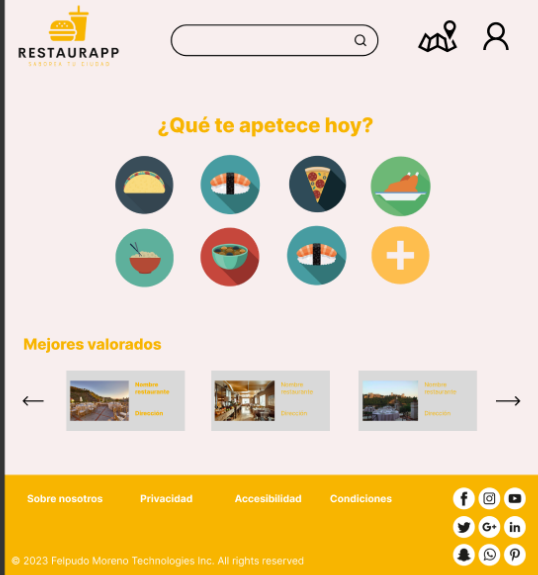 RESTAURAPP
¿Qué te apetece hoy?
Mejores valorados
Nombre
restaurante
Dirección
Nombre
restaurante
Dirección
Nombre
restaurante
Dirección
Sobre nosotros
Privacidad
Accesibilidad
Condiciones
© 2023 Felpudo Moreno Technologies Inc. All rights reserved